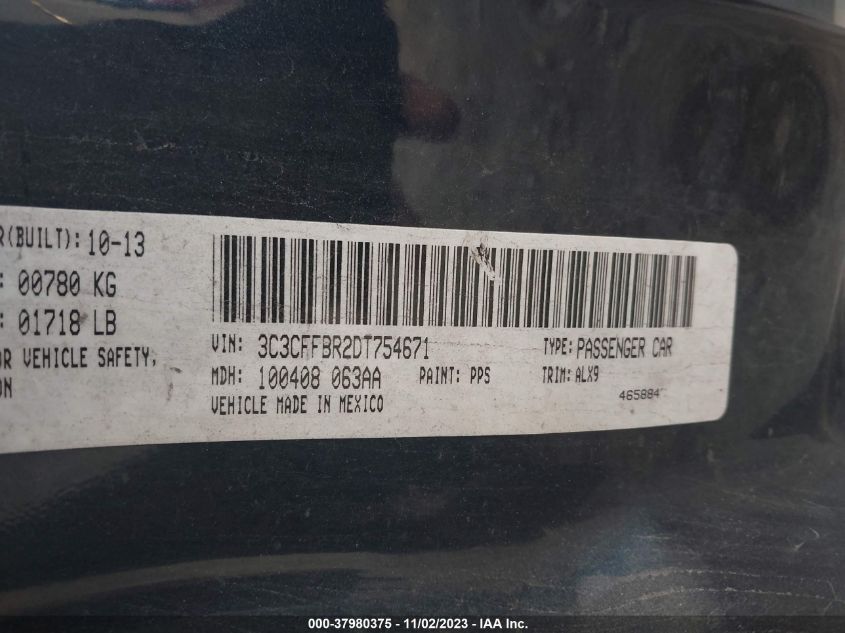 R(BUILT): 10-13
: 00780 KG
: 01718 LB
OR VEHICLE SAFETY,
ON
VIN: 3C3CFFBR2DT754671 TYPE: PASSENGER CAR
MDH: 100408 063AA PAINT: PPS TRIM: ALX9
VEHICLE MADE IN MEXICO 465884
000-37980375 - 11/02/2023 - IAA Inc.